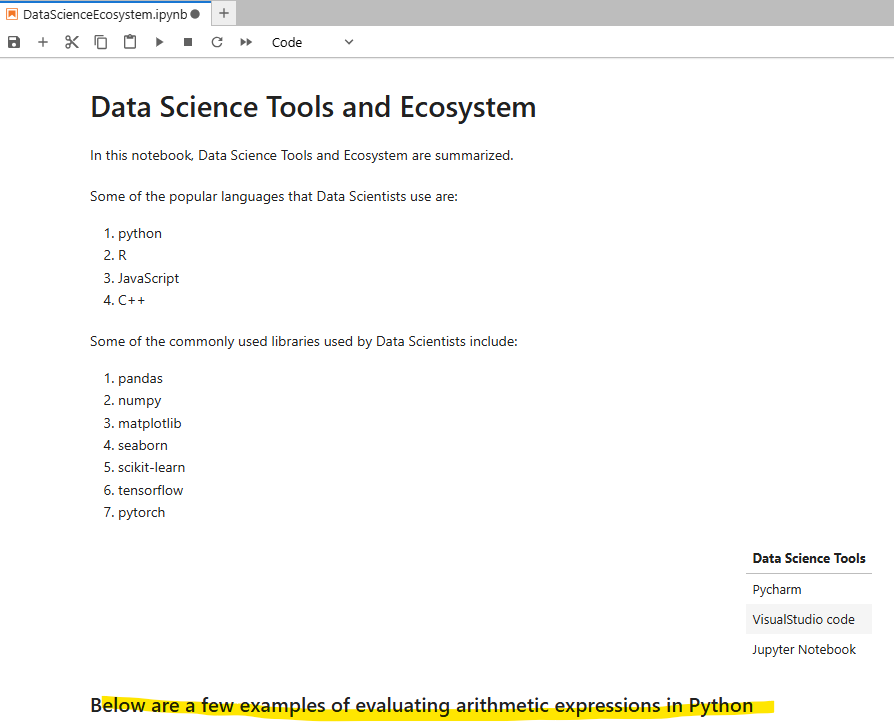 DataScienceEcosystem.ipynb
Code
Data Science Tools and Ecosystem
In this notebook, Data Science Tools and Ecosystem are summarized.
Some of the popular languages that Data Scientists use are:
1. python
2. R
3. JavaScript
4. C++
Some of the commonly used libraries used by Data Scientists include:
1. pandas
2. numpy
3. matplotlib
4. seaborn
5. scikit-learn
6. tensorflow
7. pytorch
Data Science Tools
Pycharm
VisualStudio code
Jupyter Notebook
Below are a few examples of evaluating arithmetic expressions in Python